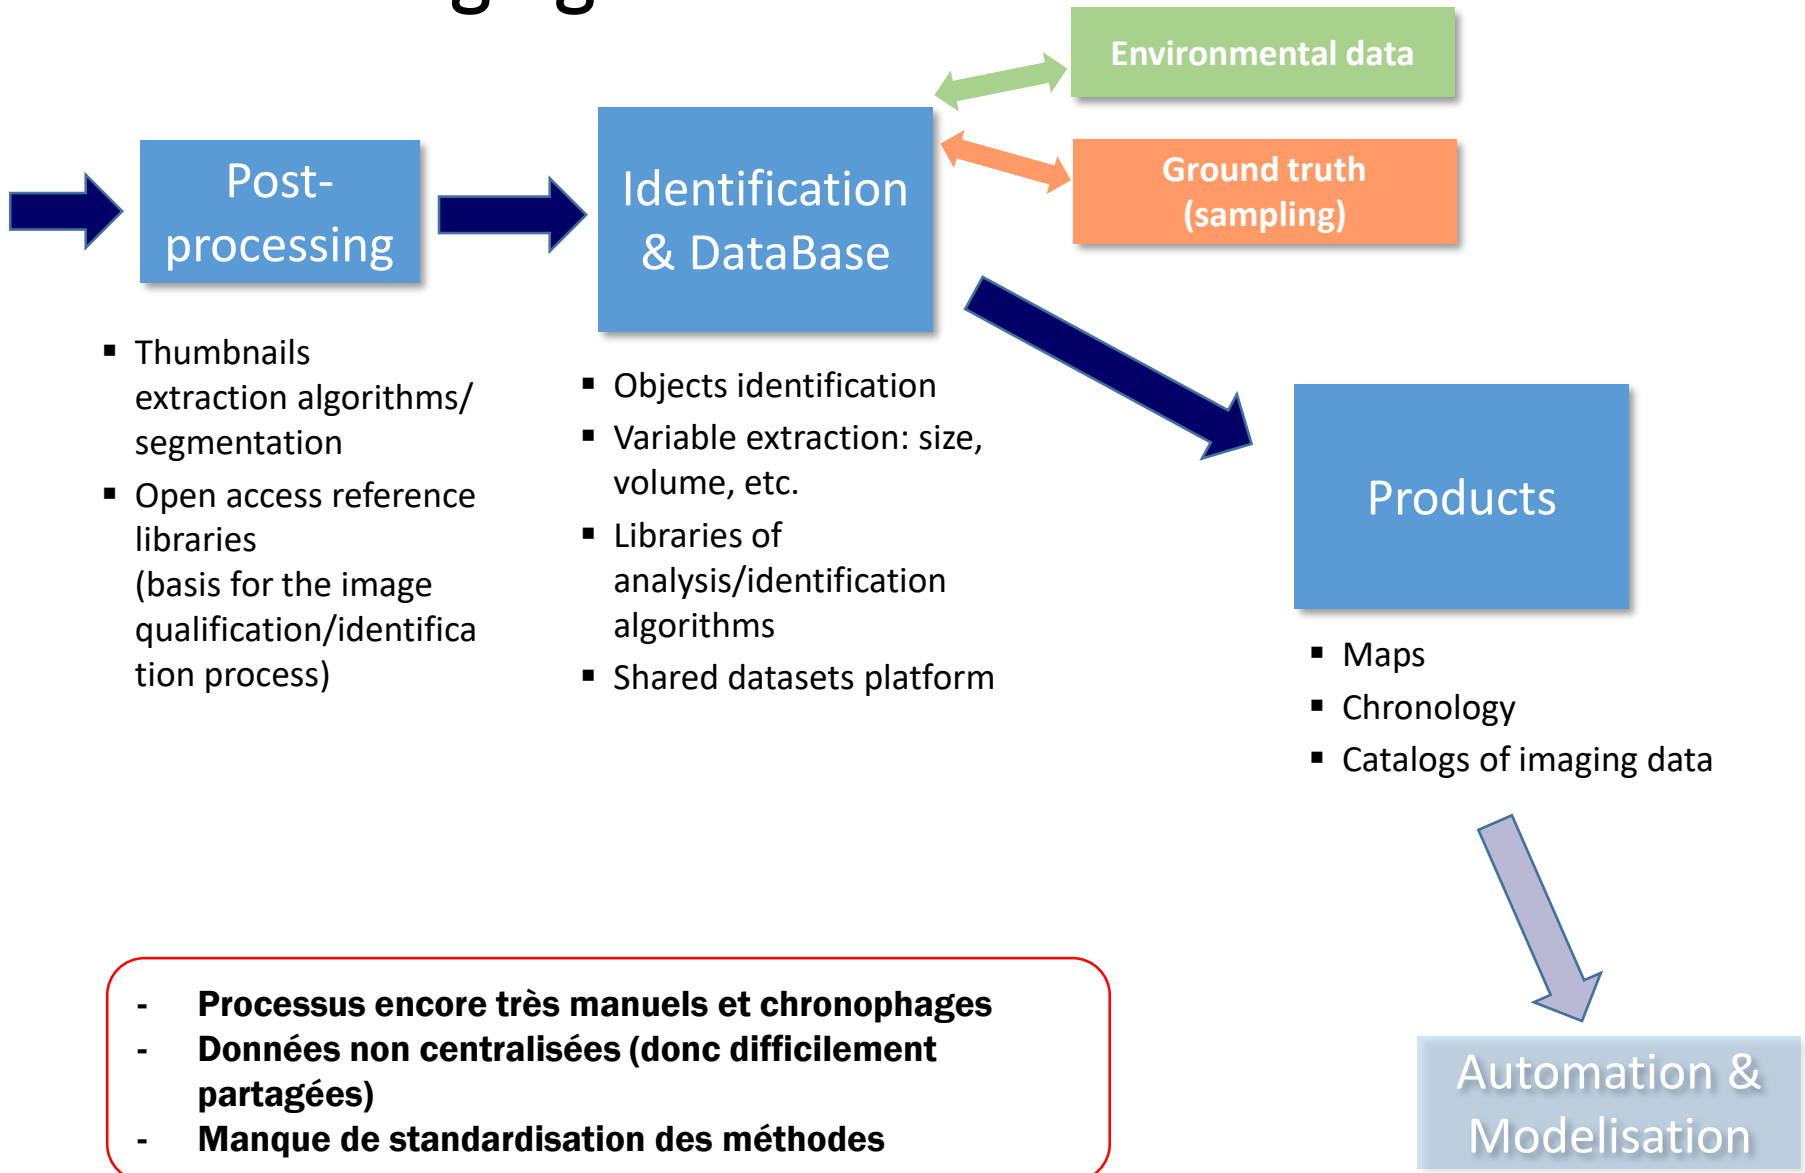 Environmental data
Ground truth
(sampling)
Post-
processing
Identification
& DataBase
▪ Thumbnails
extraction algorithms/
segmentation
▪ Open access reference
libraries
(basis for the image
qualification/identifica
tion process)
▪ Objects identification
▪ Variable extraction: size,
volume, etc.
▪ Libraries of
analysis/identification
algorithms
▪ Shared datasets platform
Products
▪ Maps
▪ Chronology
▪ Catalogs of imaging data
- Processus encore très manuels et chronophages
- Données non centralisées (donc difficilement
partagées)
- Manque de standardisation des méthodes
Automation &
Modelisation